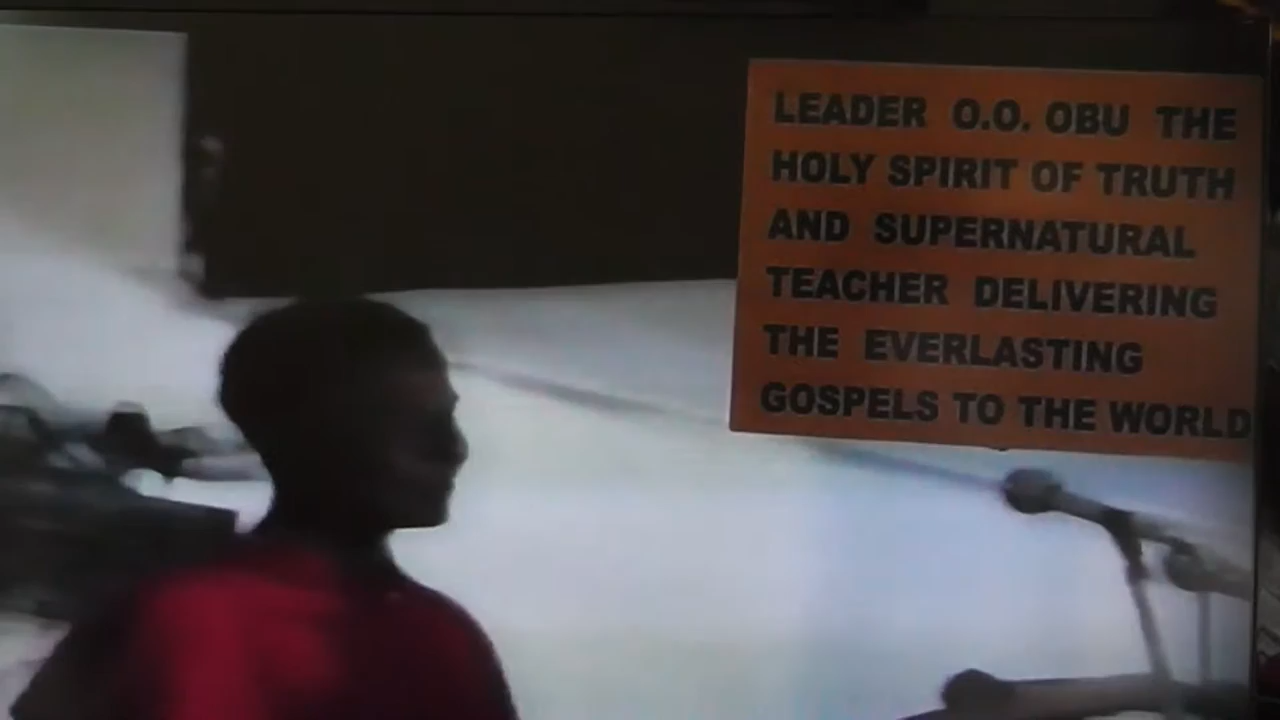 LEADER O.O. OBU THE
HOLY SPIRIT OF TRUTH
AND SUPERNATURAL
TEACHER DELIVERING
THE EVERLASTING
GOSPELS TO THE WORLD